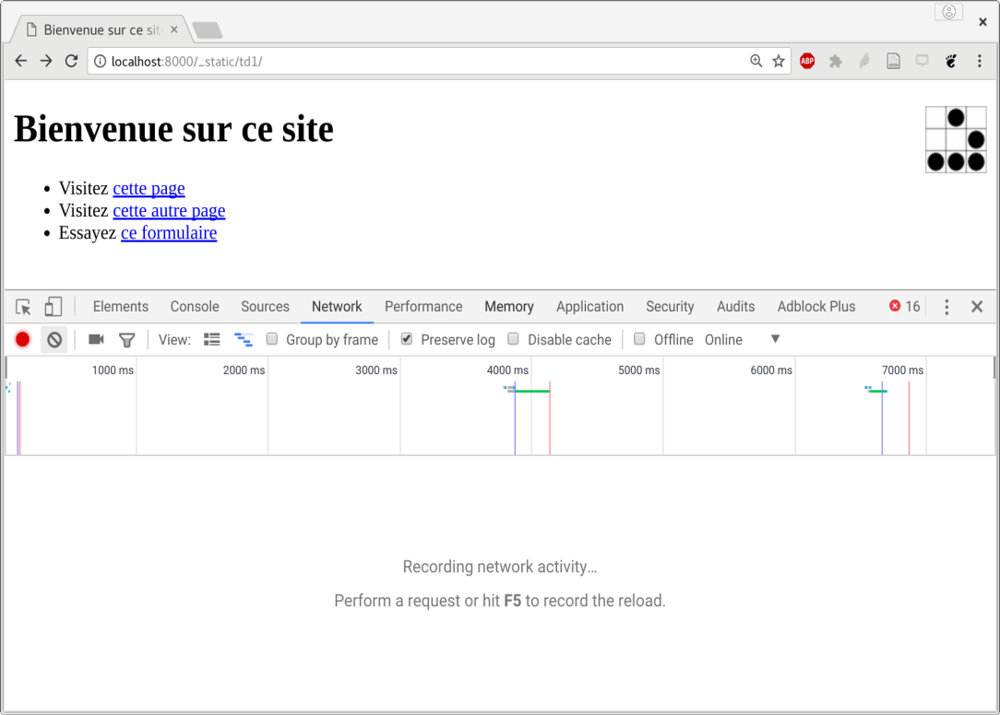 Bienvenue sur ce sit
localhost:8000/_static/td1/
ABP
Bienvenue sur ce site
Visitez cette page
Visitez cette autre page
Essayez ce formulaire
Elements Console Sources Network Performance Memory Application Security Audits Adblock Plus 16
View: Group by frame Preserve log Disable cache Offline Online
1000 ms 2000 ms 3000 ms 4000 ms 5000 ms 6000 ms 7000 ms
Recording network activity…
Perform a request or hit F5 to record the reload.